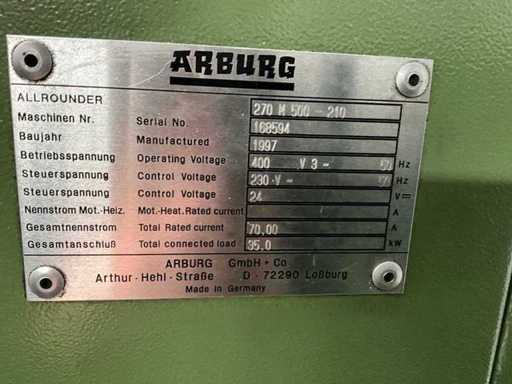 ARBURG
ALLROUNDER 270 M 500 - 210
Maschinen Nr. Serial No. 168594
Baujahr Manufactured 1997
Betriebsspannung Operating Voltage 400 V 3 ~ 50 Hz
Steuerspannung Control Voltage 230 V ~ Hz
Steuerspannung Control Voltage 24 V
Nennstrom Mot.-Heiz. Mot.-Heat. Rated current A
Gesamtnennstrom Total Rated current 70,00 A
Gesamtanschluß Total connected load 35,0 kW
ARBURG GmbH + Co
Arthur - Hehl - Straße D - 72290 Loßburg
Made in Germany